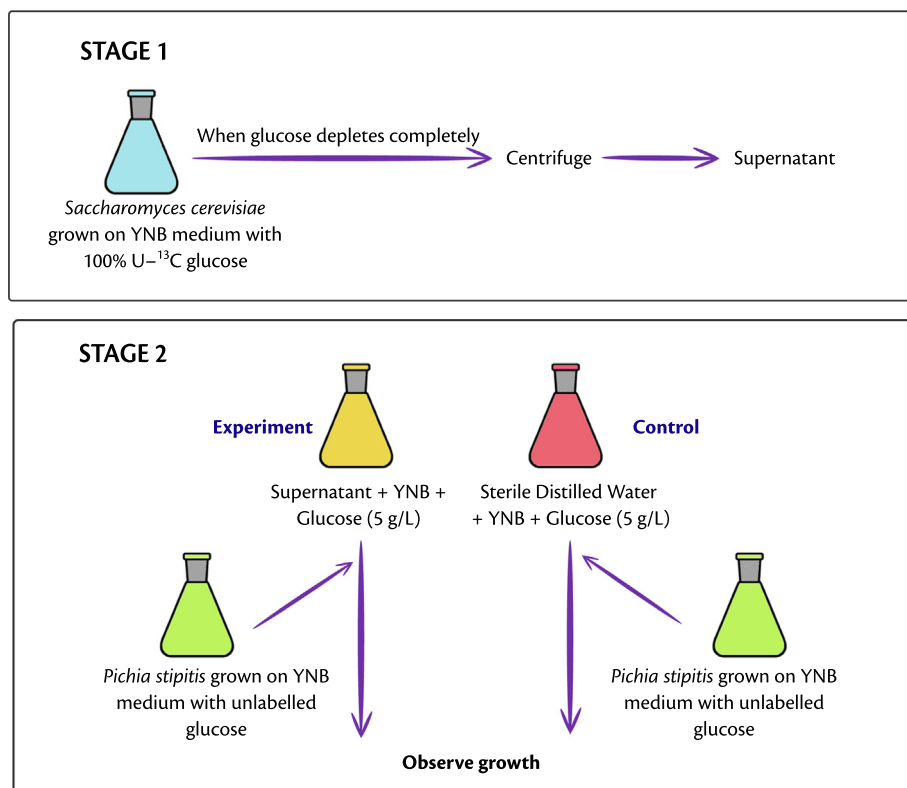 STAGE 1
When glucose depletes completely
Centrifuge
Supernatant
Saccharomyces cerevisiae
grown on YNB medium with
100% U–¹³C glucose
STAGE 2
Experiment
Control
Supernatant + YNB +
Glucose (5 g/L)
Sterile Distilled Water
+ YNB + Glucose (5 g/L)
Pichia stipitis grown on YNB
medium with unlabelled
glucose
Pichia stipitis grown on YNB
medium with unlabelled
glucose
Observe growth